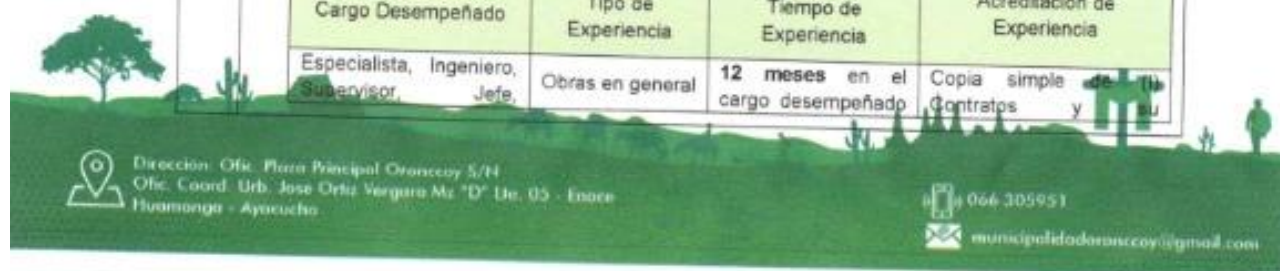 Cargo Desempeñado
Tipo de
Experiencia
Tiempo de
Experiencia
Acreditación de
Experiencia
Especialista, Ingeniero,
Supervisor, Jefe,
Obras en general
12 meses en el
cargo desempeñado
Copia simple de (i)
Contratos y su
Dirección: Ofic. Plaza Principal Oronccoy S/N
Ofic. Coord. Urb. Jose Ortiz Vergara Mz "D" Lte. 05 - Enace
Huamanga - Ayacucho
066 305951
municipalidadoronccoy@gmail.com